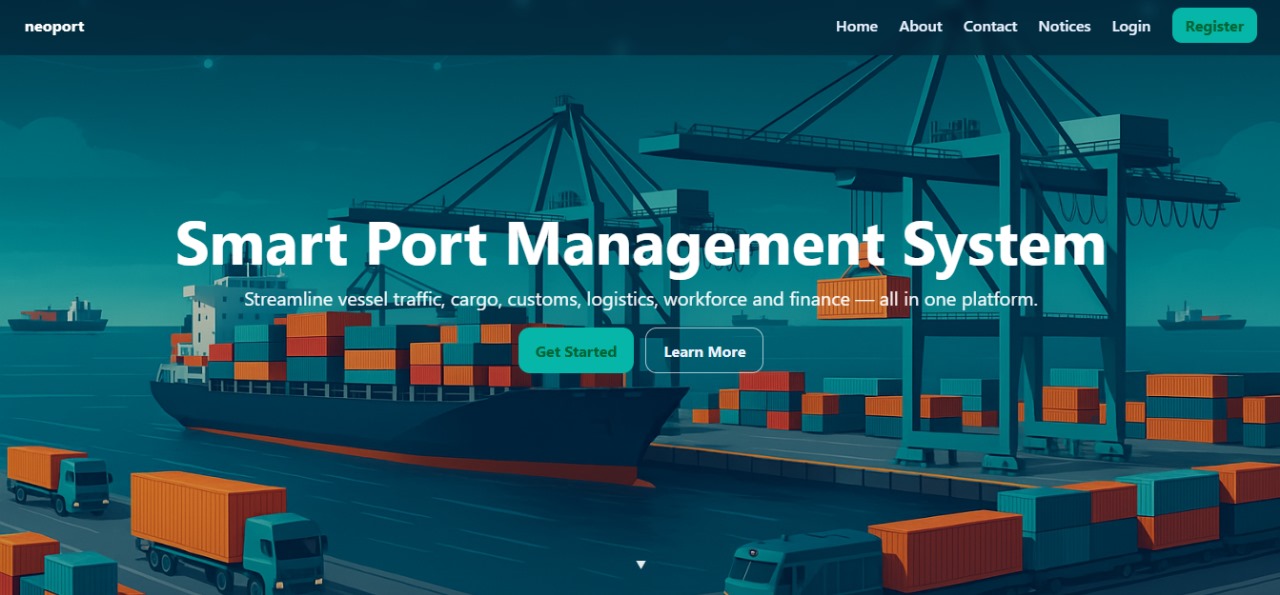 neoport
Home About Contact Notices Login Register
Smart Port Management System
Streamline vessel traffic, cargo, customs, logistics, workforce and finance — all in one platform.
Get Started Learn More